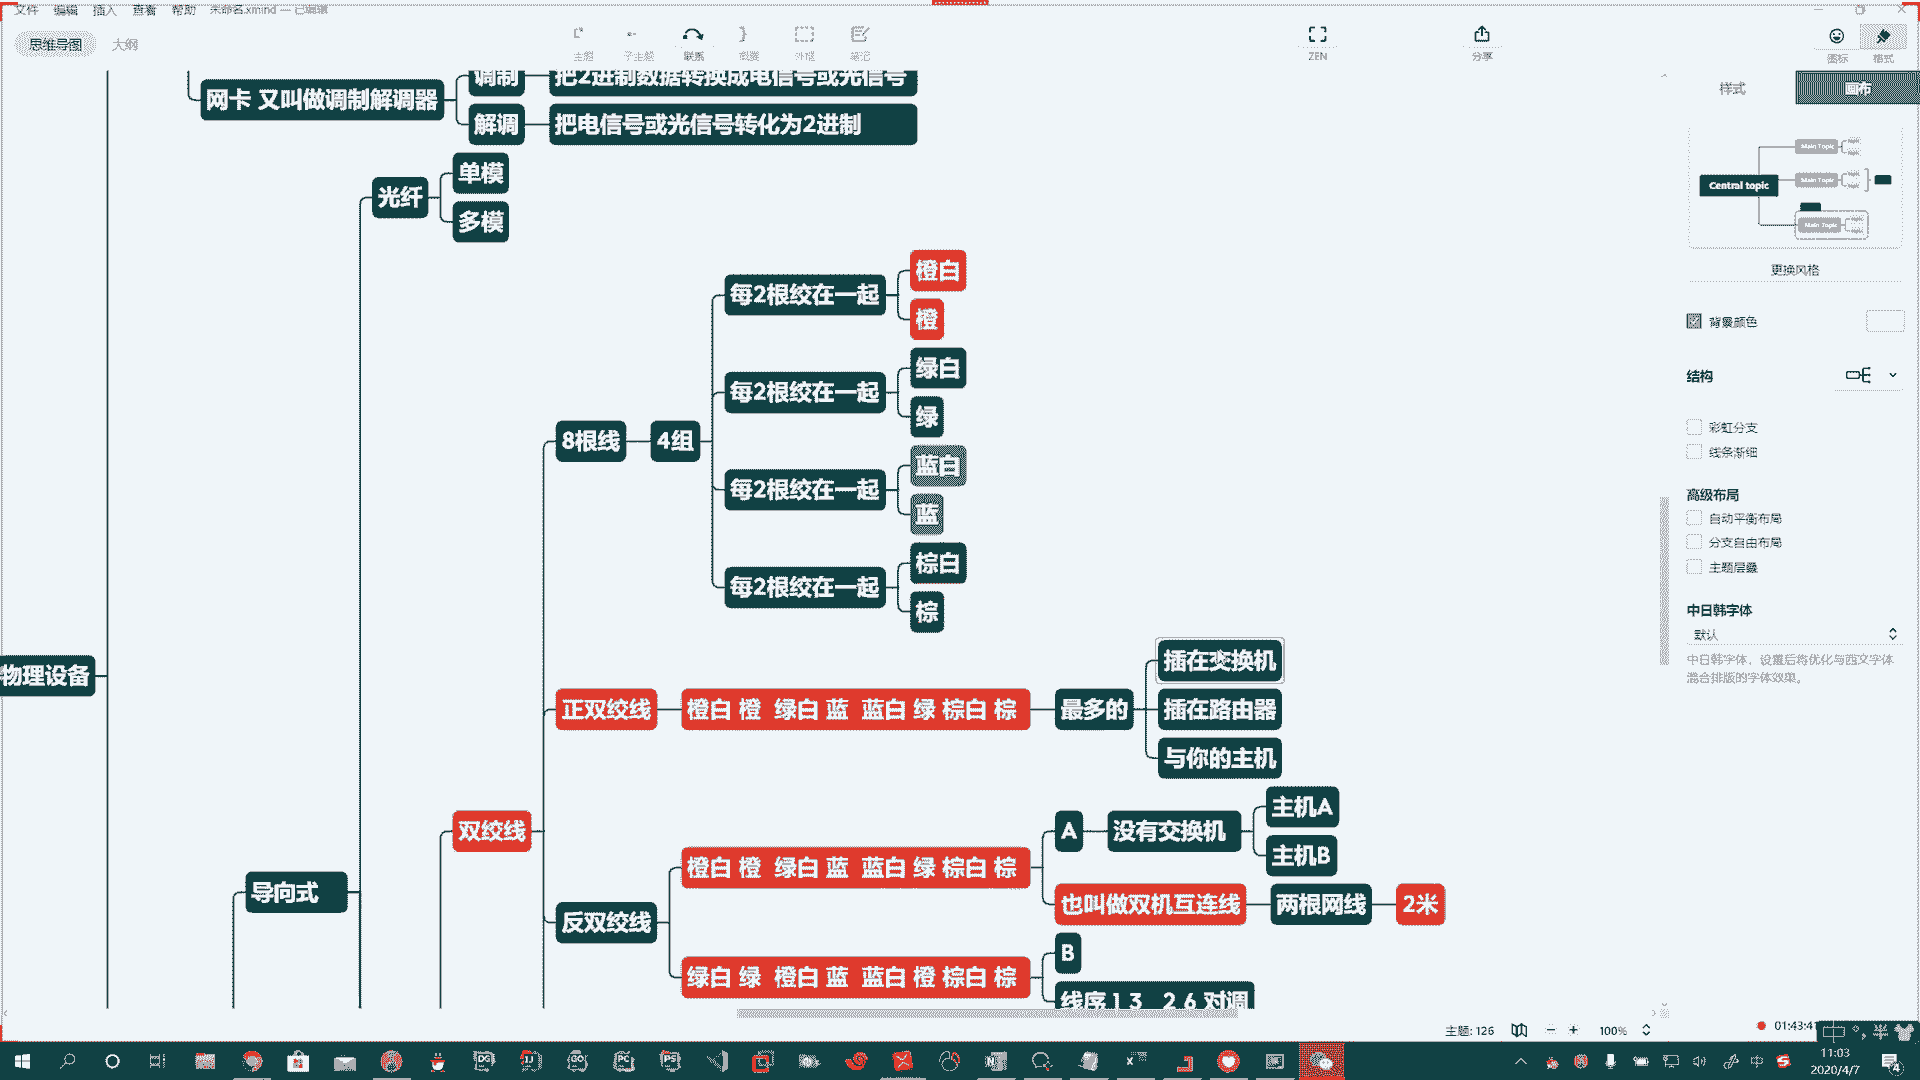 文件 编辑 插入 查看 帮助 未命名.xmind — 已编辑
思维导图 大纲
主题 子主题 联系 概要 外框 笔记 ZEN 分享 图标 格式
样式 画布
网卡 又叫做调制解调器
调制 把2进制数据转换成电信号或光信号
解调 把电信号或光信号转化为2进制
光纤
单模
多模
8根线 4组
每2根绞在一起
橙白
橙
每2根绞在一起
绿白
绿
每2根绞在一起
蓝白
蓝
每2根绞在一起
棕白
棕
物理设备
导向式
双绞线
正双绞线 橙白 橙 绿白 蓝 蓝白 绿 棕白 棕 最多的
插在交换机
插在路由器
与你的主机
反双绞线
橙白 橙 绿白 蓝 蓝白 绿 棕白 棕
A 没有交换机
主机A
主机B
也叫做双机互连线 两根网线 2米
绿白 绿 橙白 蓝 蓝白 橙 棕白 棕
B
线序 1 3 2 6 对调
Central topic
Main Topic
Main Topic
Main Topic
更换风格
背景颜色
结构
彩虹分支
线条渐细
高级布局
自动平衡布局
分支自由布局
主题层叠
中日韩字体
默认
中日韩字体，设置后将优化与西文字体
混合排版的字体效果。
主题: 126 100% 01:43:41
DG IJ GO PC PS
中
11:03
2020/4/7
4